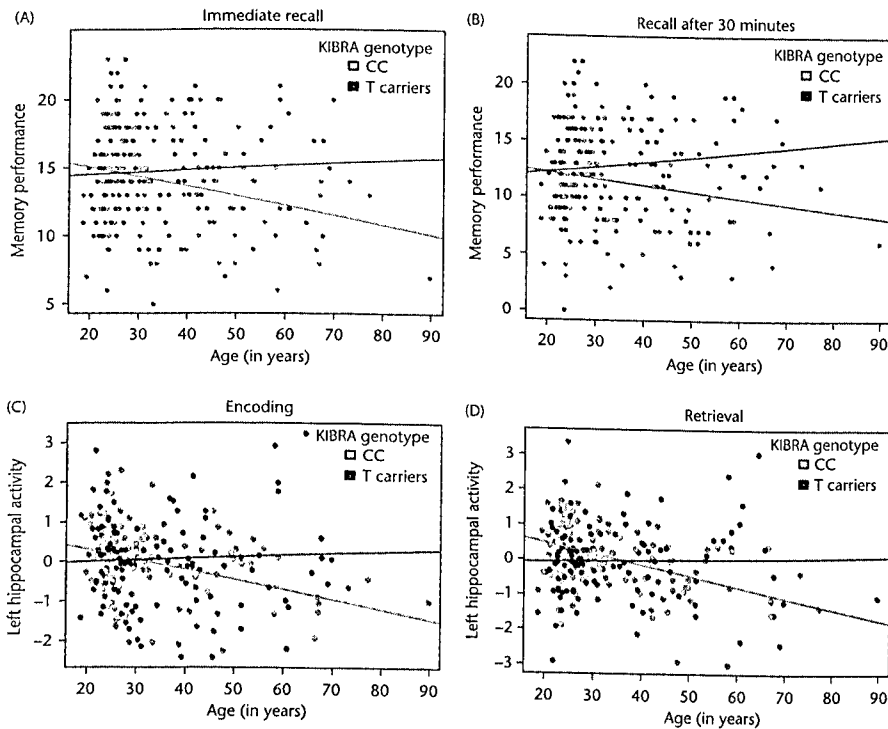 (A)
Immediate recall
KIBRA genotype
CC
T carriers
Memory performance
20
15
10
5
20 30 40 50 60 70 80 90
Age (in years)
(B)
Recall after 30 minutes
KIBRA genotype
CC
T carriers
Memory performance
20
15
10
5
0
20 30 40 50 60 70 80 90
Age (in years)
(C)
Encoding
KIBRA genotype
CC
T carriers
Left hippocampal activity
3
2
1
0
−1
−2
20 30 40 50 60 70 80 90
Age (in years)
(D)
Retrieval
KIBRA genotype
CC
T carriers
Left hippocampal activity
3
2
1
0
−1
−2
−3
20 30 40 50 60 70 80 90
Age (in years)